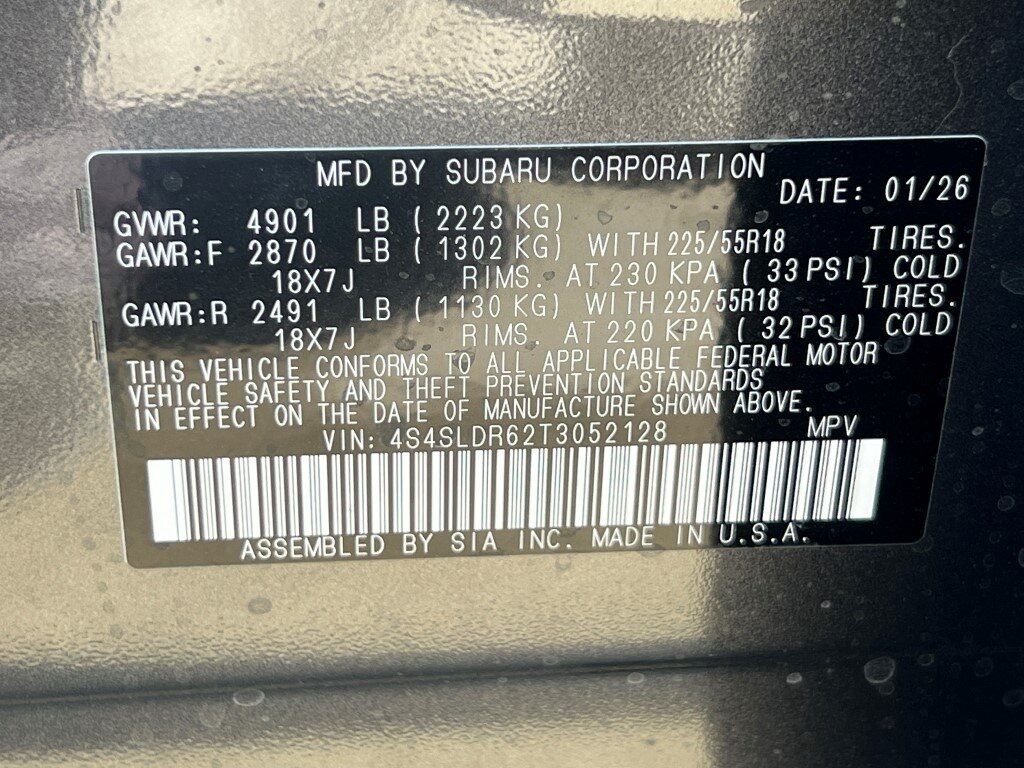 MFD BY SUBARU CORPORATION
DATE: 01/26
GVWR: 4901 LB ( 2223 KG)
GAWR:F 2870 LB ( 1302 KG) WITH 225/55R18 TIRES.
18X7J RIMS. AT 230 KPA ( 33 PSI) COLD
GAWR:R 2491 LB ( 1130 KG) WITH 225/55R18 TIRES.
18X7J RIMS. AT 220 KPA ( 32 PSI) COLD
THIS VEHICLE CONFORMS TO ALL APPLICABLE FEDERAL MOTOR
VEHICLE SAFETY AND THEFT PREVENTION STANDARDS
IN EFFECT ON THE DATE OF MANUFACTURE SHOWN ABOVE.
VIN: 4S4SLDR62T3052128 MPV
ASSEMBLED BY SIA INC. MADE IN U.S.A.